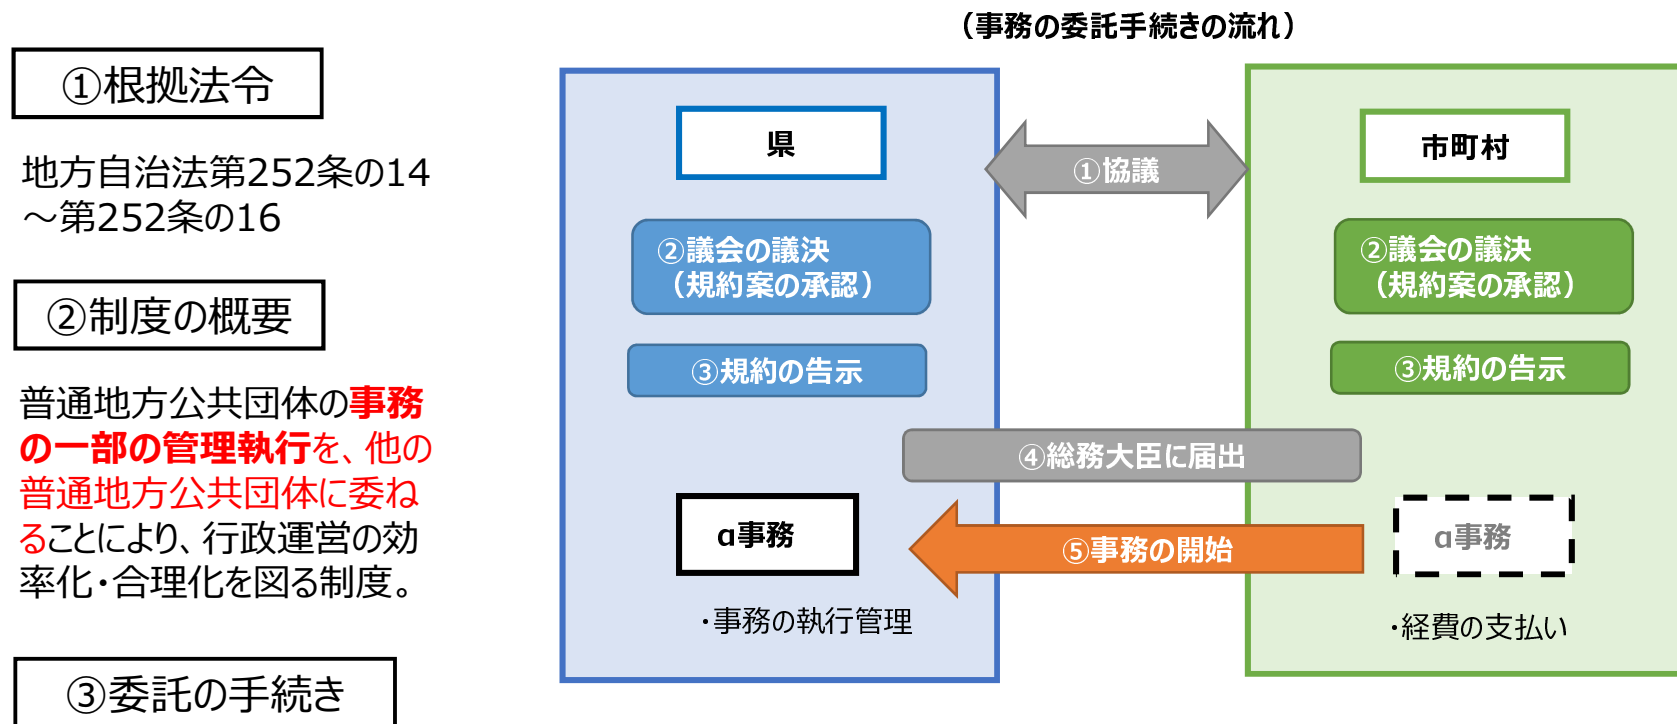 （事務の委託手続きの流れ）
①根拠法令
地方自治法第252条の14
～第252条の16
②制度の概要
普通地方公共団体の事務
の一部の管理執行を、他の
普通地方公共団体に委ね
ることにより、行政運営の効
率化・合理化を図る制度。
③委託の手続き
県
①協議
市町村
②議会の議決
（規約案の承認）
②議会の議決
（規約案の承認）
③規約の告示
③規約の告示
④総務大臣に届出
α事務
⑤事務の開始
α事務
・事務の執行管理
・経費の支払い